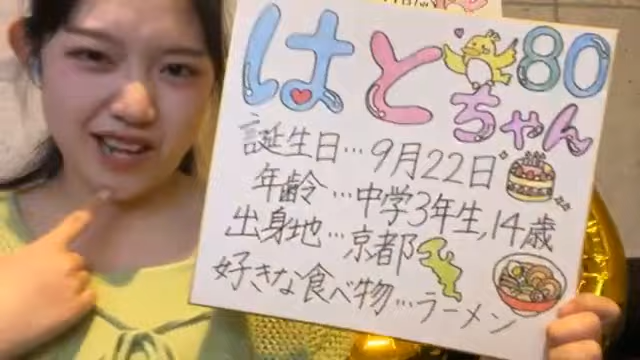 はとちゃん 80
誕生日…9月22日
年齢…中学3年生,14歳
出身地…京都
好きな食べ物…ラーメン